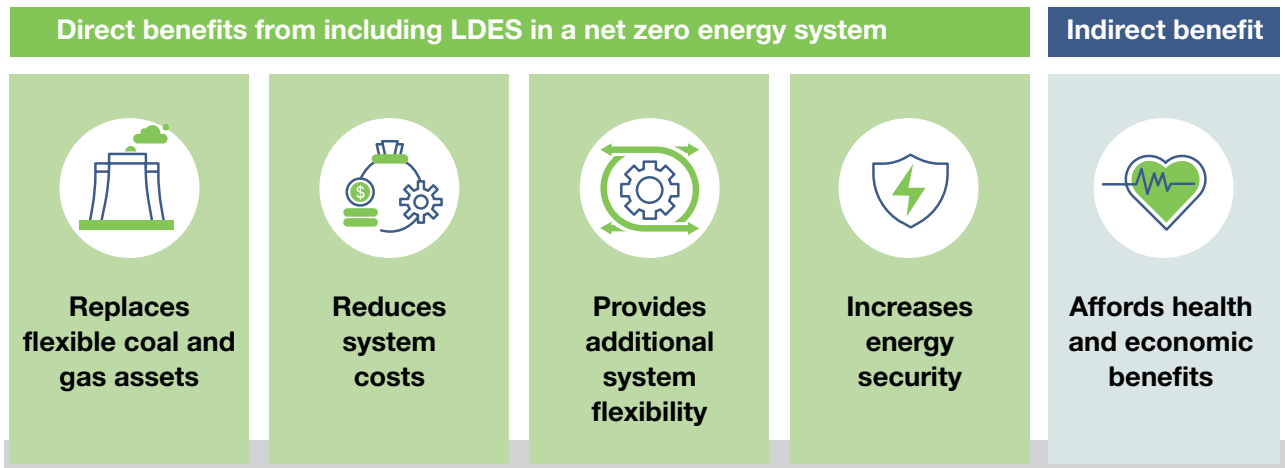 Direct benefits from including LDES in a net zero energy system
Indirect benefit
Replaces
flexible coal and
gas assets
$
Reduces
system
costs
Provides
additional
system
flexibility
Increases
energy
security
Affords health
and economic
benefits